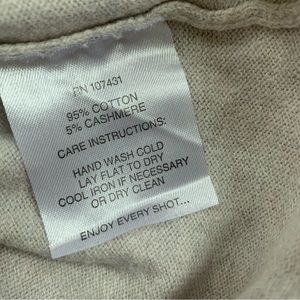 RN 107431
95% COTTON
5% CASHMERE
CARE INSTRUCTIONS:
HAND WASH COLD
LAY FLAT TO DRY
COOL IRON IF NECESSARY
OR DRY CLEAN
ENJOY EVERY SHOT...